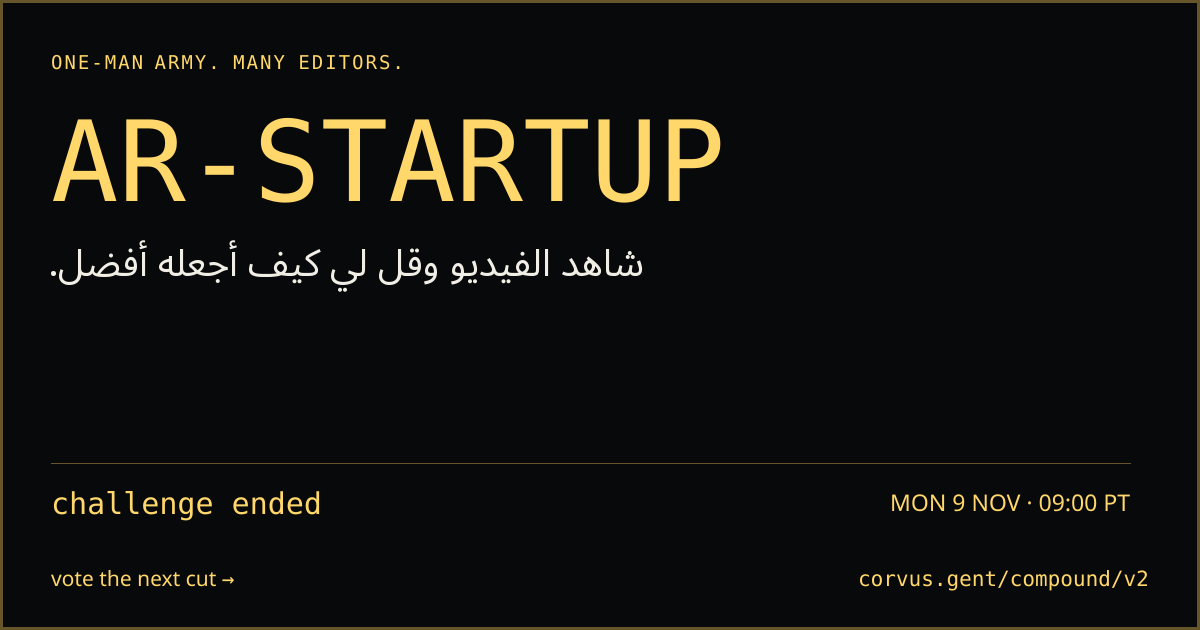 ONE-MAN ARMY. MANY EDITORS.
AR-STARTUP
شاهد الفيديو وقل لي كيف أجعله أفضل.
challenge ended
MON 9 NOV · 09:00 PT
vote the next cut →
corvus.gent/compound/v2